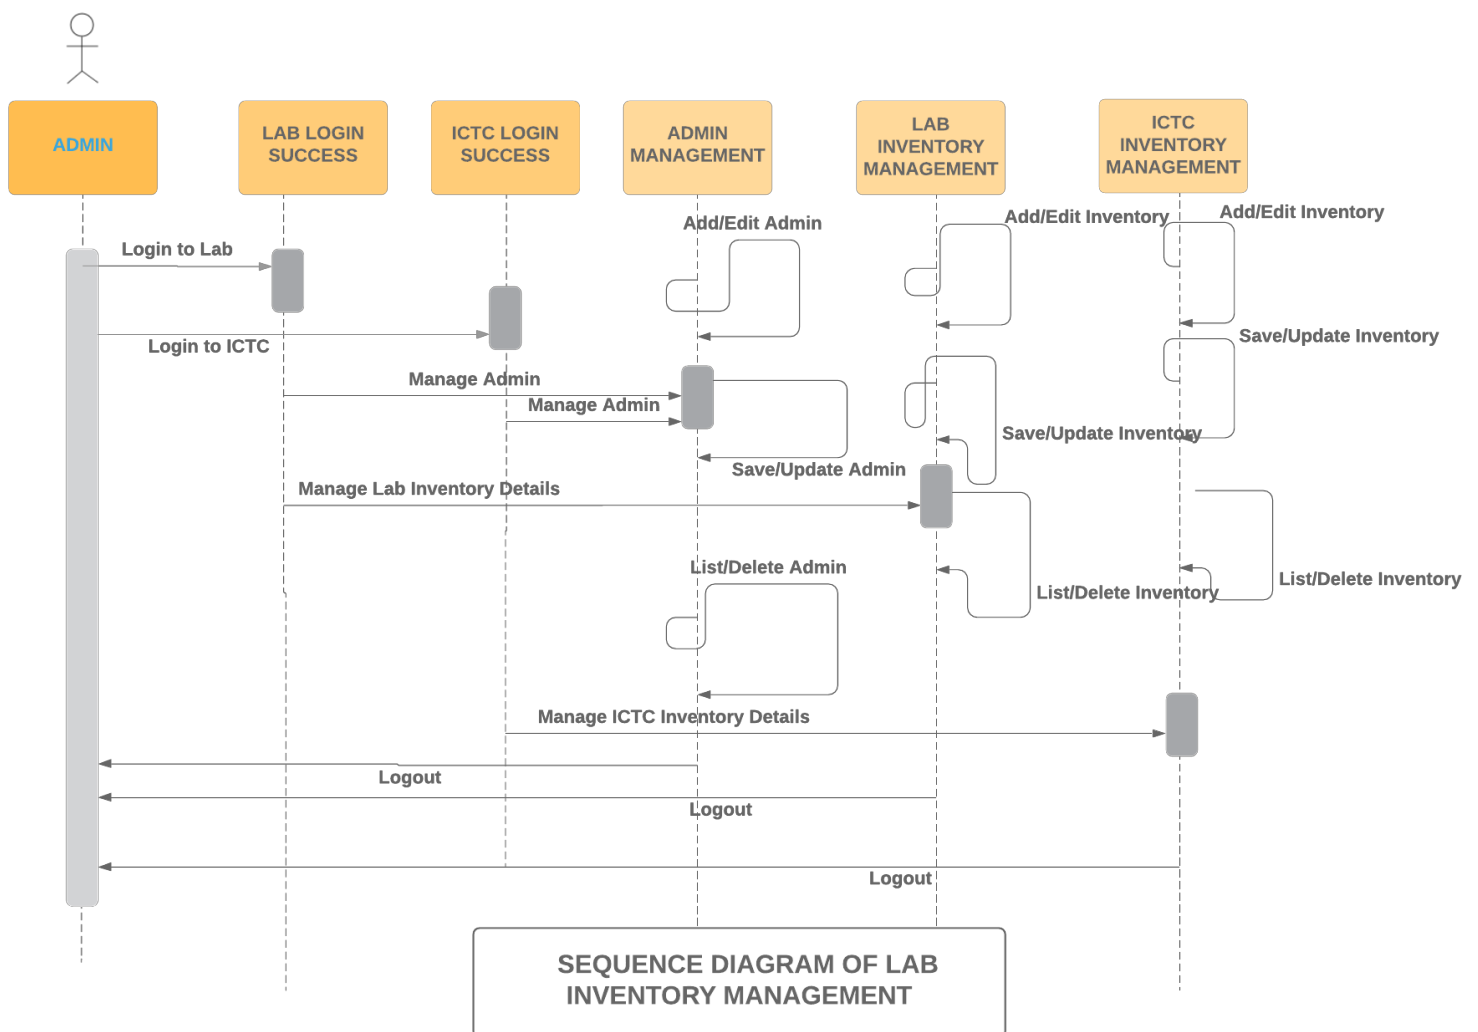 ADMIN
LAB LOGIN
SUCCESS
ICTC LOGIN
SUCCESS
ADMIN
MANAGEMENT
LAB
INVENTORY
MANAGEMENT
ICTC
INVENTORY
MANAGEMENT
Add/Edit Admin
Add/Edit Inventory
Add/Edit Inventory
Login to Lab
Login to ICTC
Save/Update Inventory
Manage Admin
Manage Admin
Save/Update Inventory
Save/Update Admin
Manage Lab Inventory Details
List/Delete Admin
List/Delete Inventory
List/Delete Inventory
Manage ICTC Inventory Details
Logout
Logout
Logout
SEQUENCE DIAGRAM OF LAB
INVENTORY MANAGEMENT